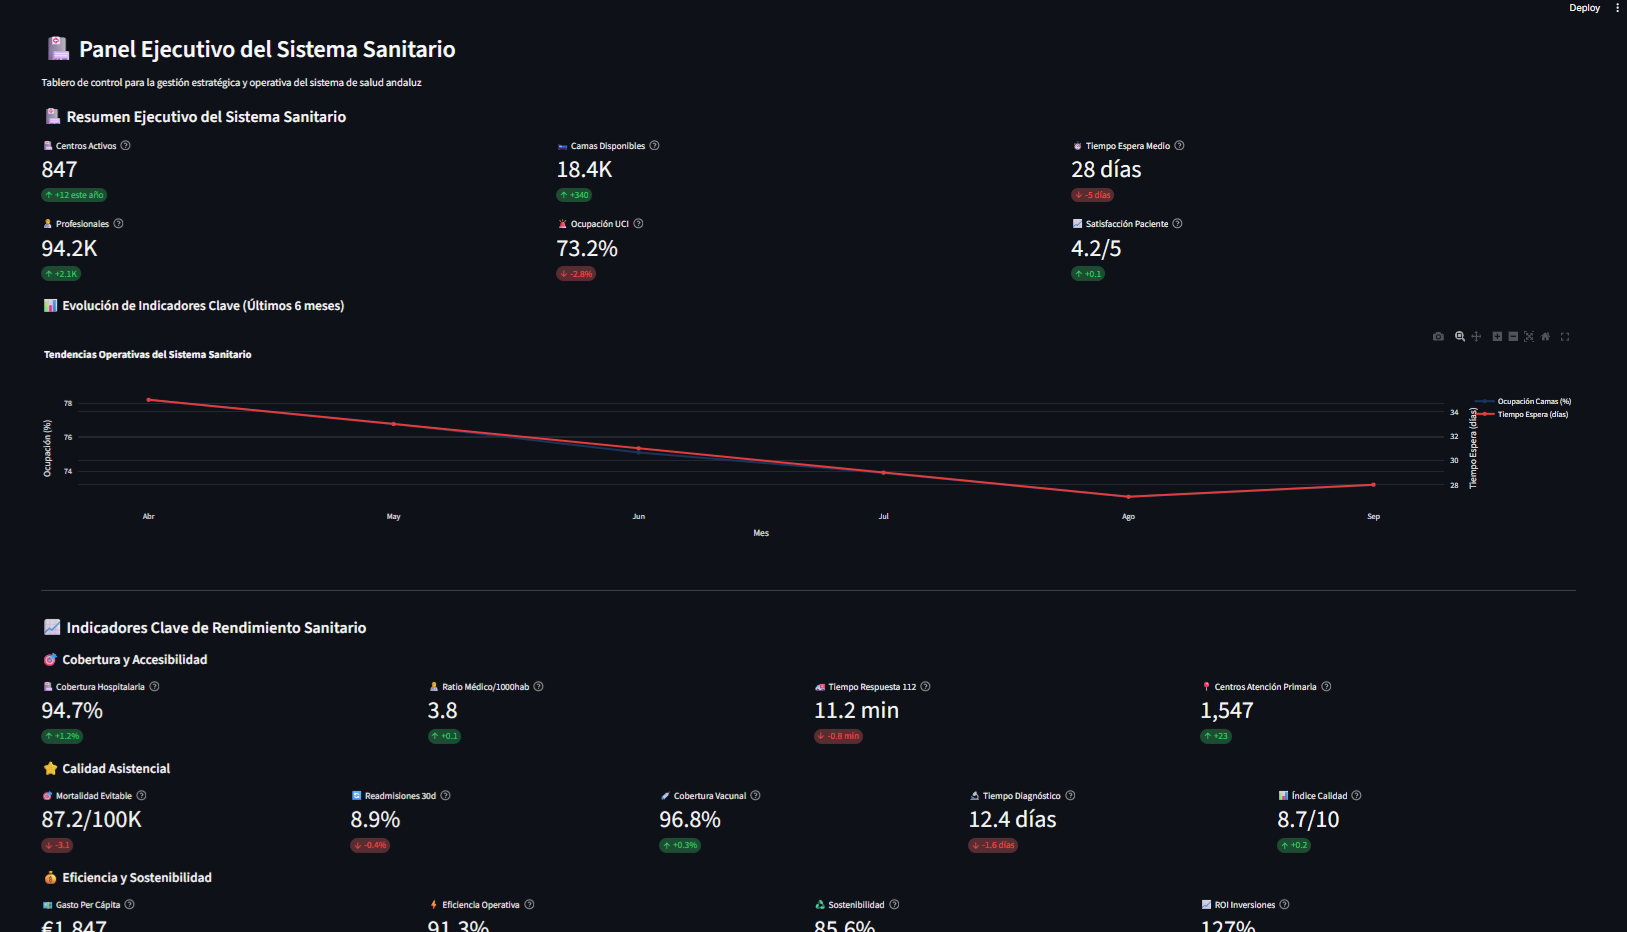 Deploy
Panel Ejecutivo del Sistema Sanitario
Tablero de control para la gestión estratégica y operativa del sistema de salud andaluz
Resumen Ejecutivo del Sistema Sanitario
Centros Activos
847
↑ +12 este año
Camas Disponibles
18.4K
↑ +340
Tiempo Espera Medio
28 días
↓ -5 días
Profesionales
94.2K
↑ +2.1K
Ocupación UCI
73.2%
↓ -2.8%
Satisfacción Paciente
4.2/5
↑ +0.1
Evolución de Indicadores Clave (Últimos 6 meses)
Tendencias Operativas del Sistema Sanitario
Ocupación (%)
78
76
74
34
32
30
28
Tiempo Espera (días)
Ocupación Camas (%)
Tiempo Espera (días)
Abr May Jun Jul Ago Sep
Mes
Indicadores Clave de Rendimiento Sanitario
Cobertura y Accesibilidad
Cobertura Hospitalaria
94.7%
↑ +1.2%
Ratio Médico/1000hab
3.8
↑ +0.1
Tiempo Respuesta 112
11.2 min
↓ -0.8 min
Centros Atención Primaria
1,547
↑ +23
Calidad Asistencial
Mortalidad Evitable
87.2/100K
↓ -3.1
Readmisiones 30d
8.9%
↓ -0.4%
Cobertura Vacunal
96.8%
↑ +0.3%
Tiempo Diagnóstico
12.4 días
↓ -1.6 días
Índice Calidad
8.7/10
↑ +0.2
Eficiencia y Sostenibilidad
Gasto Per Cápita
€1,847
Eficiencia Operativa
91.3%
Sostenibilidad
85.6%
ROI Inversiones
127%